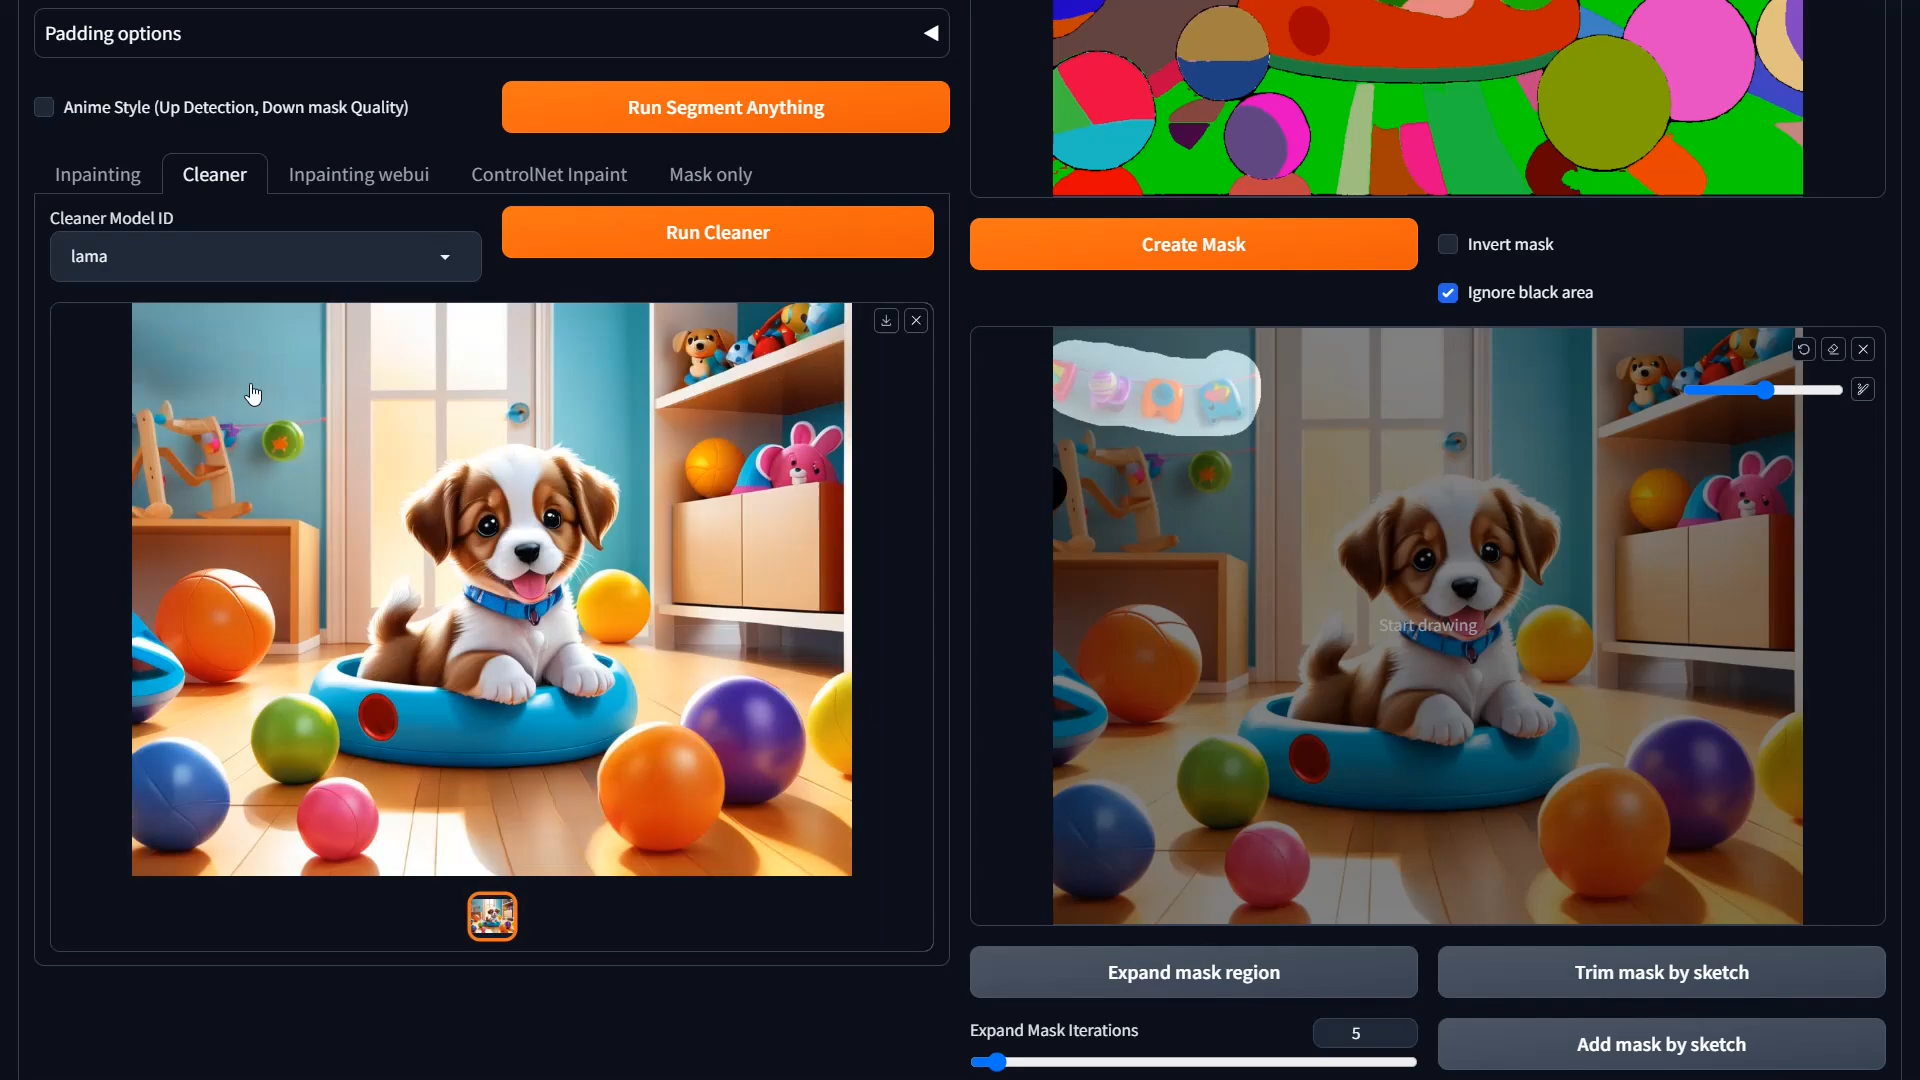 Padding options
Anime Style (Up Detection, Down mask Quality)
Run Segment Anything
Inpainting
Cleaner
Inpainting webui
ControlNet Inpaint
Mask only
Cleaner Model ID
lama
Run Cleaner
Create Mask
Invert mask
Ignore black area
Start drawing
Expand mask region
Trim mask by sketch
Expand Mask Iterations
5
Add mask by sketch